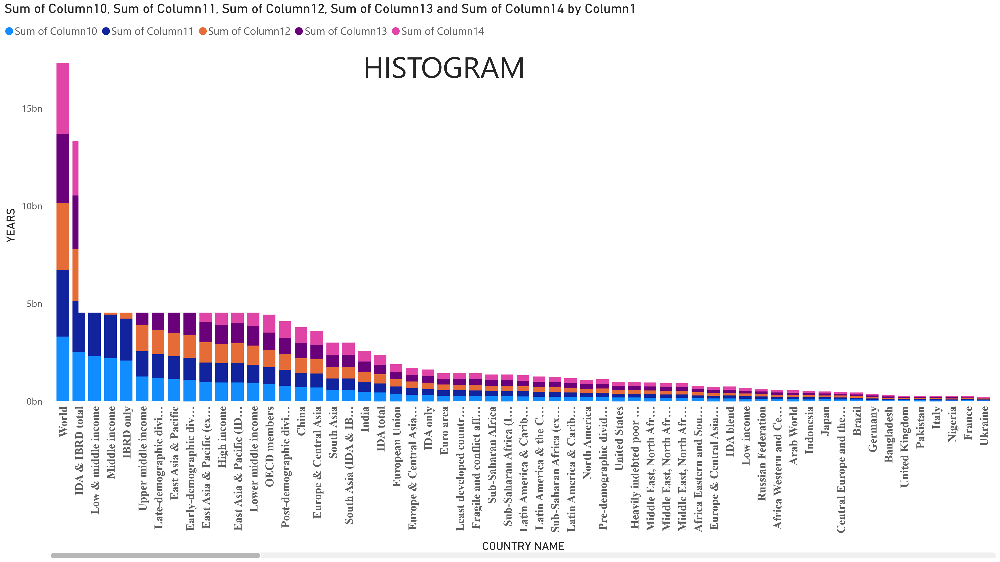 Sum of Column10, Sum of Column11, Sum of Column12, Sum of Column13 and Sum of Column14 by Column1
Sum of Column10 Sum of Column11 Sum of Column12 Sum of Column13 Sum of Column14
HISTOGRAM
15bn
10bn
5bn
0bn
YEARS
World
IDA & IBRD total
Low & middle income
Middle income
IBRD only
Upper middle income
Late-demographic divi...
East Asia & Pacific
Early-demographic div...
East Asia & Pacific (ex...
High income
East Asia & Pacific (ID...
Lower middle income
OECD members
Post-demographic divi...
China
Europe & Central Asia
South Asia
South Asia (IDA & IB...
India
IDA total
European Union
Europe & Central Asia...
IDA only
Euro area
Least developed countr...
Fragile and conflict aff...
Sub-Saharan Africa
Sub-Saharan Africa (I...
Latin America & Carib...
Latin America & the C...
Sub-Saharan Africa (ex...
Latin America & Carib...
North America
Pre-demographic divid...
United States
Heavily indebted poor ...
Middle East, North Afr...
Middle East, North Afr...
Middle East, North Afr...
Africa Eastern and Sou...
Europe & Central Asia...
IDA blend
Low income
Russian Federation
Africa Western and Ce...
Arab World
Indonesia
Japan
Central Europe and the...
Brazil
Germany
Bangladesh
United Kingdom
Pakistan
Italy
Nigeria
France
Ukraine
COUNTRY NAME